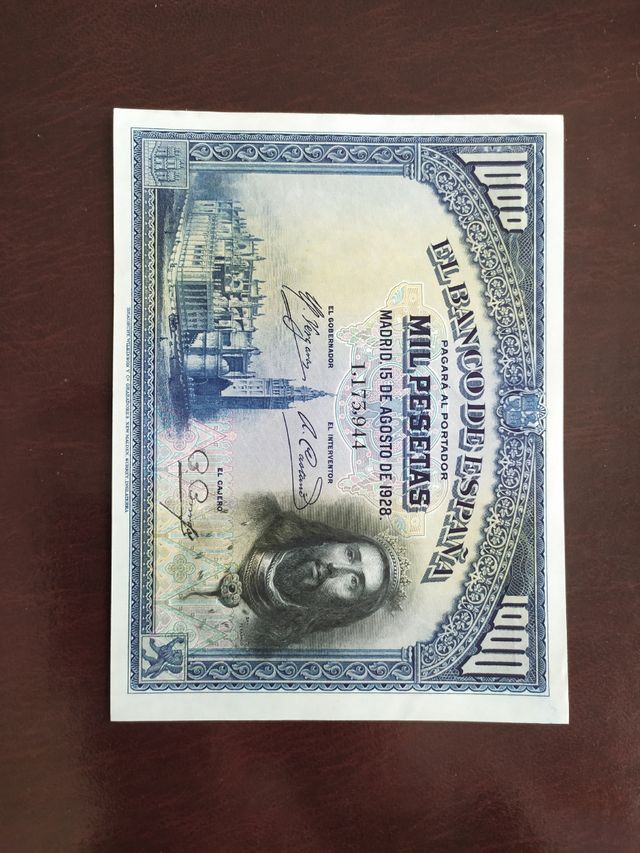 1000
1000
EL BANCO DE ESPAÑA
PAGARÁ AL PORTADOR
MIL PESETAS
MADRID, 15 DE AGOSTO DE 1928.
1,173,944
EL GOBERNADOR
EL INTERVENTOR
EL CAJERO